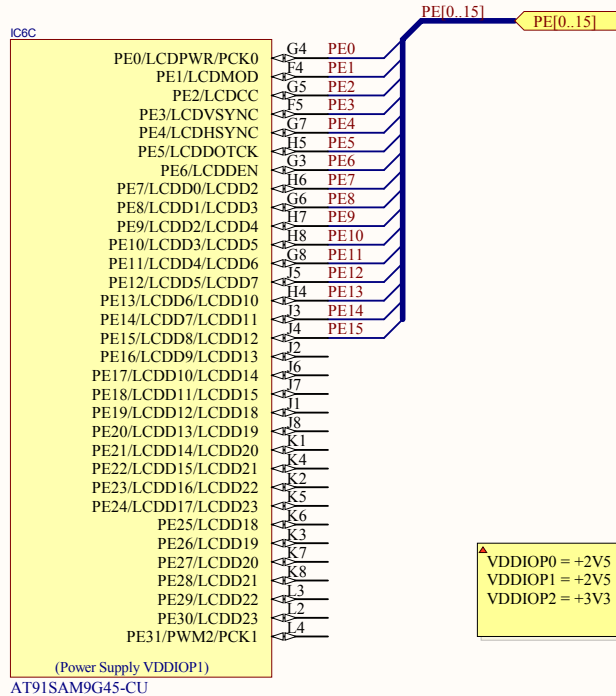 PE[0..15]
PE[0..15]
IC6C
PE0/LCDPWR/PCK0 G4 PE0
PE1/LCDMOD F4 PE1
PE2/LCDCC G5 PE2
PE3/LCDVSYNC F5 PE3
PE4/LCDHSYNC G7 PE4
PE5/LCDDOTCK H5 PE5
PE6/LCDDEN G3 PE6
PE7/LCDD0/LCDD2 H6 PE7
PE8/LCDD1/LCDD3 G6 PE8
PE9/LCDD2/LCDD4 H7 PE9
PE10/LCDD3/LCDD5 H8 PE10
PE11/LCDD4/LCDD6 G8 PE11
PE12/LCDD5/LCDD7 J5 PE12
PE13/LCDD6/LCDD10 H4 PE13
PE14/LCDD7/LCDD11 J3 PE14
PE15/LCDD8/LCDD12 J4 PE15
PE16/LCDD9/LCDD13 J2
PE17/LCDD10/LCDD14 J6
PE18/LCDD11/LCDD15 J7
PE19/LCDD12/LCDD18 J1
PE20/LCDD13/LCDD19 J8
PE21/LCDD14/LCDD20 K1
PE22/LCDD15/LCDD21 K4
PE23/LCDD16/LCDD22 K2
PE24/LCDD17/LCDD23 K5
PE25/LCDD18 K6
PE26/LCDD19 K3
PE27/LCDD20 K7
PE28/LCDD21 K8
PE29/LCDD22 L3
PE30/LCDD23 L2
PE31/PWM2/PCK1 L4
VDDIOP0 = +2V5
VDDIOP1 = +2V5
VDDIOP2 = +3V3
(Power Supply VDDIOP1)
AT91SAM9G45-CU